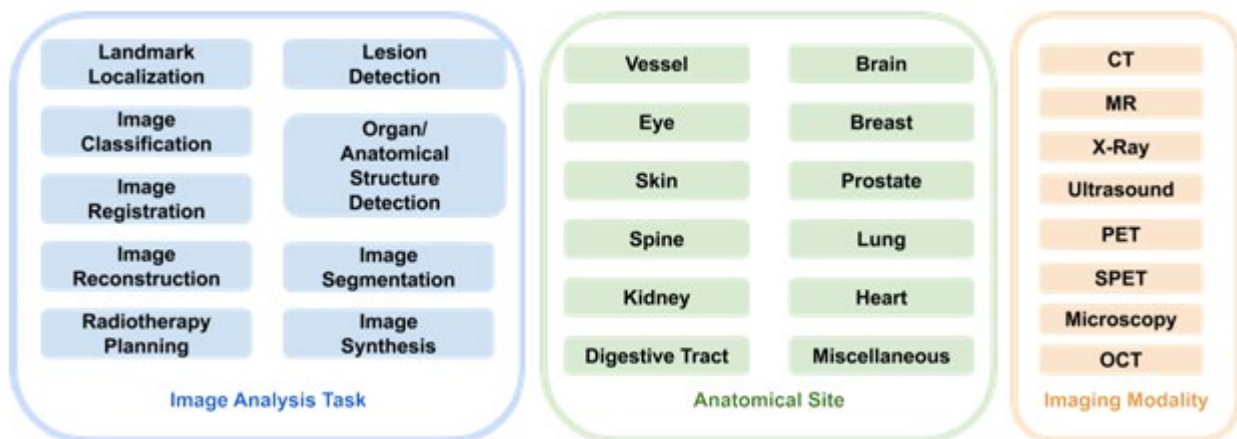 Landmark
Localization
Lesion
Detection
Image
Classification
Organ/
Anatomical
Structure
Detection
Image
Registration
Image
Reconstruction
Image
Segmentation
Radiotherapy
Planning
Image
Synthesis
Image Analysis Task
Vessel
Brain
Eye
Breast
Skin
Prostate
Spine
Lung
Kidney
Heart
Digestive Tract
Miscellaneous
Anatomical Site
CT
MR
X-Ray
Ultrasound
PET
SPET
Microscopy
OCT
Imaging Modality